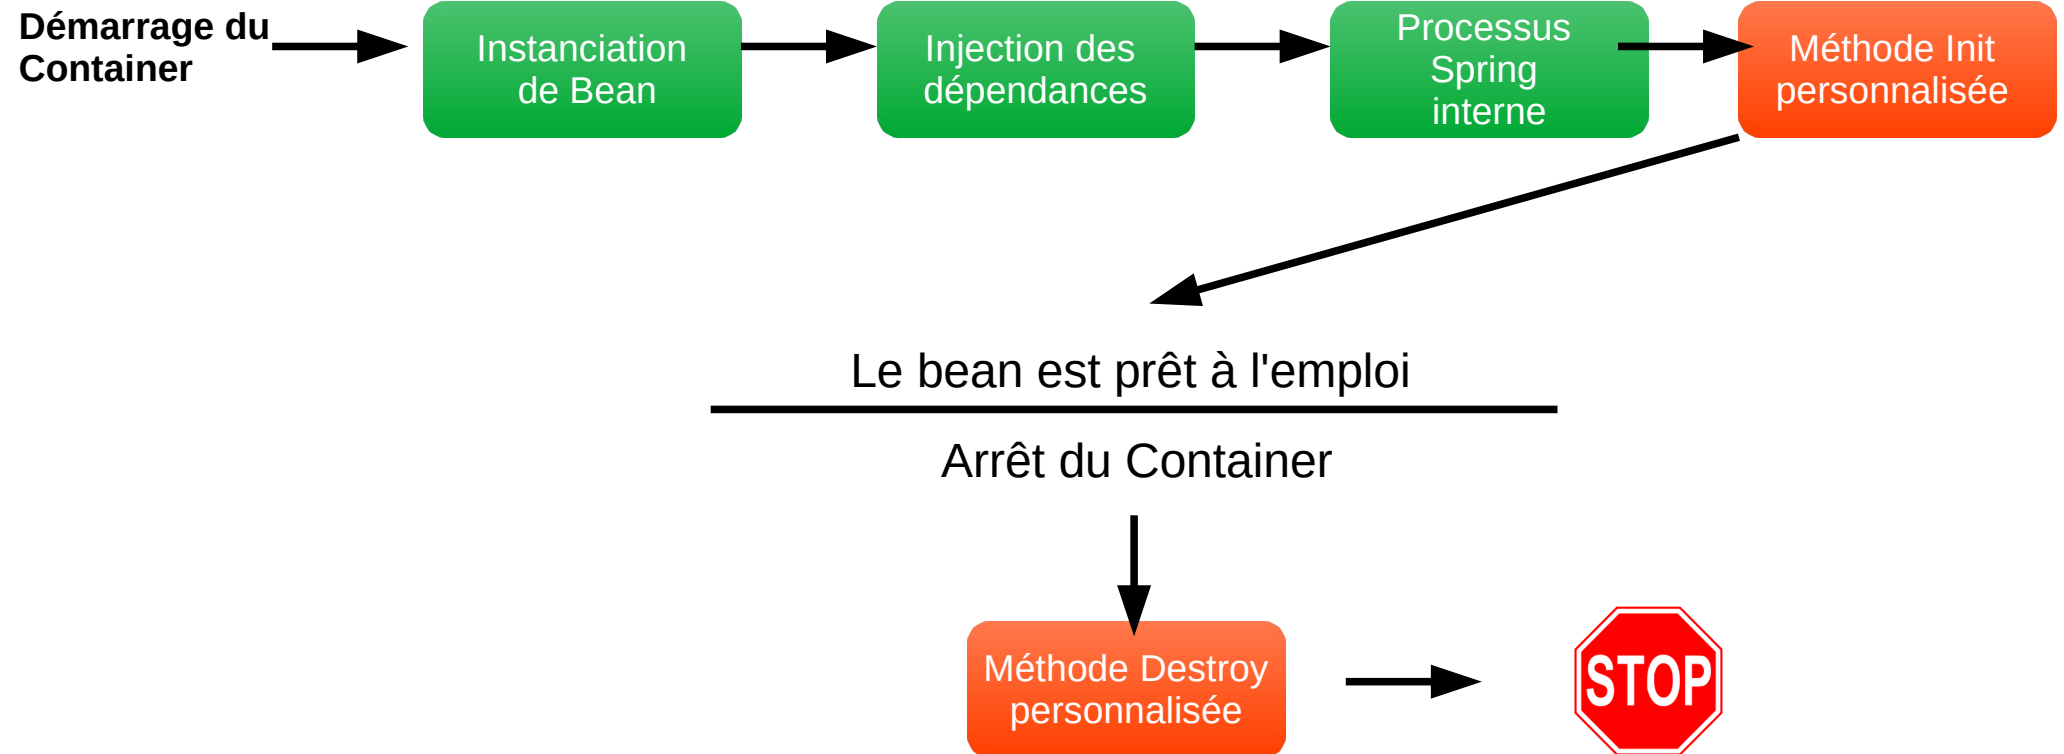 Démarrage du
Container
Instanciation
de Bean
Injection des
dépendances
Processus
Spring
interne
Méthode Init
personnalisée
Le bean est prêt à l'emploi
Arrêt du Container
Méthode Destroy
personnalisée
STOP